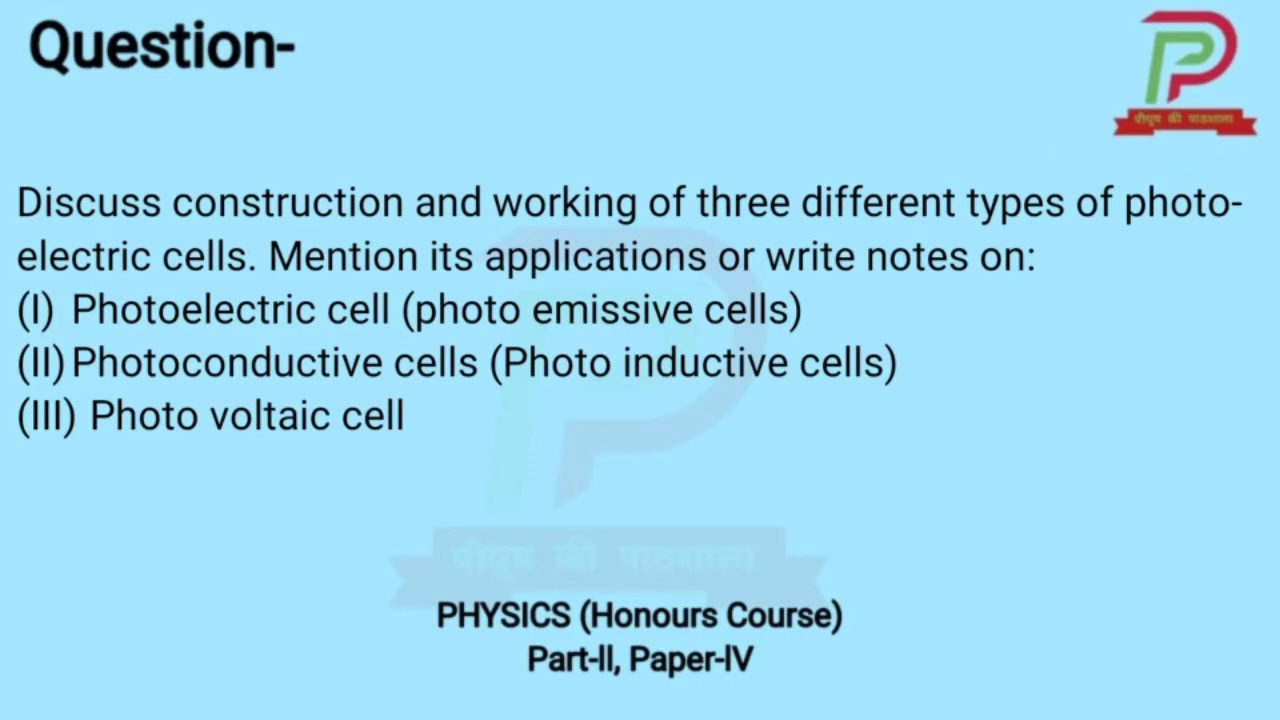 Question-
पीयूष की पाठशाला
Discuss construction and working of three different types of photo-
electric cells. Mention its applications or write notes on:
(I) Photoelectric cell (photo emissive cells)
(II) Photoconductive cells (Photo inductive cells)
(III) Photo voltaic cell
पीयूष की पाठशाला
PHYSICS (Honours Course)
Part-II, Paper-IV